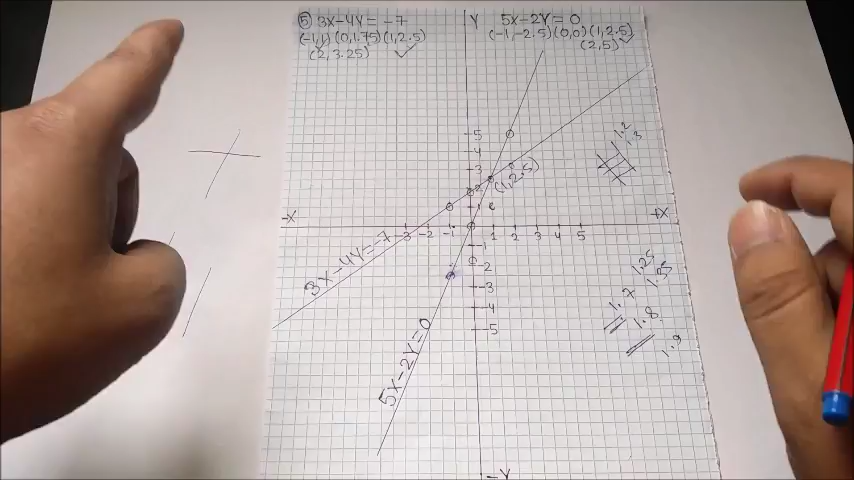 ⑤ 3X-4Y= -7
(-1,1) (0,1.75) (1,2.5)
(2,3.25) ✓
Y
5X-2Y=0
(-1,-2.5) (0,0) (1,2.5)
(2,5) ✓
1.2
1.3
5
4
3
2
1
(1,2.5)
-X
-3 -2 -1
1 2 3 4 5
+X
-1
-2
-3
-4
-5
3X-4Y=-7
5X-2Y=0
1.25
1.35
1.7
1.8
1.9
-Y